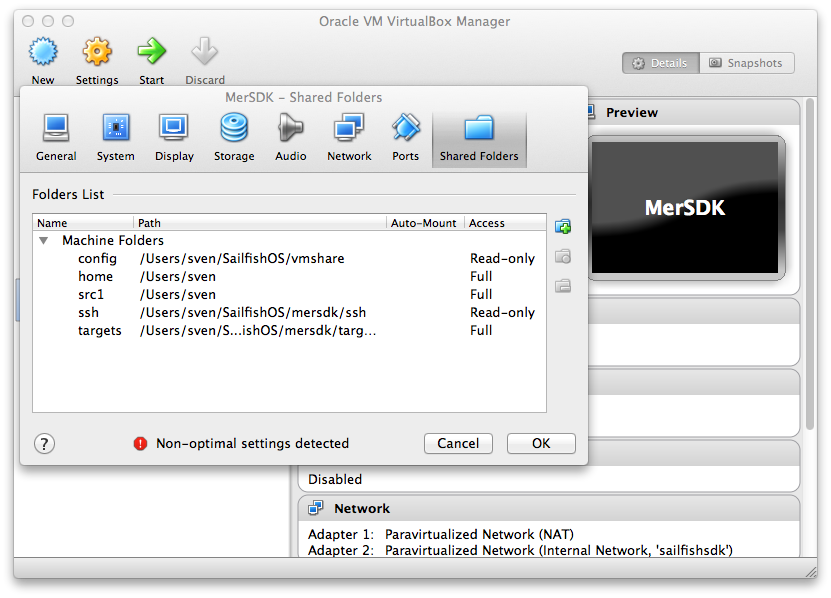 Oracle VM VirtualBox Manager
New Settings Start Discard
Details Snapshots
MerSDK – Shared Folders
General System Display Storage Audio Network Ports Shared Folders
Preview
MerSDK
Folders List
Name Path Auto-Mount Access
Machine Folders
config /Users/sven/SailfishOS/vmshare Read-only
home /Users/sven Full
src1 /Users/sven Full
ssh /Users/sven/SailfishOS/mersdk/ssh Read-only
targets /Users/sven/S...ishOS/mersdk/targ... Full
? Non-optimal settings detected Cancel OK
Disabled
Network
Adapter 1: Paravirtualized Network (NAT)
Adapter 2: Paravirtualized Network (Internal Network, 'sailfishsdk')